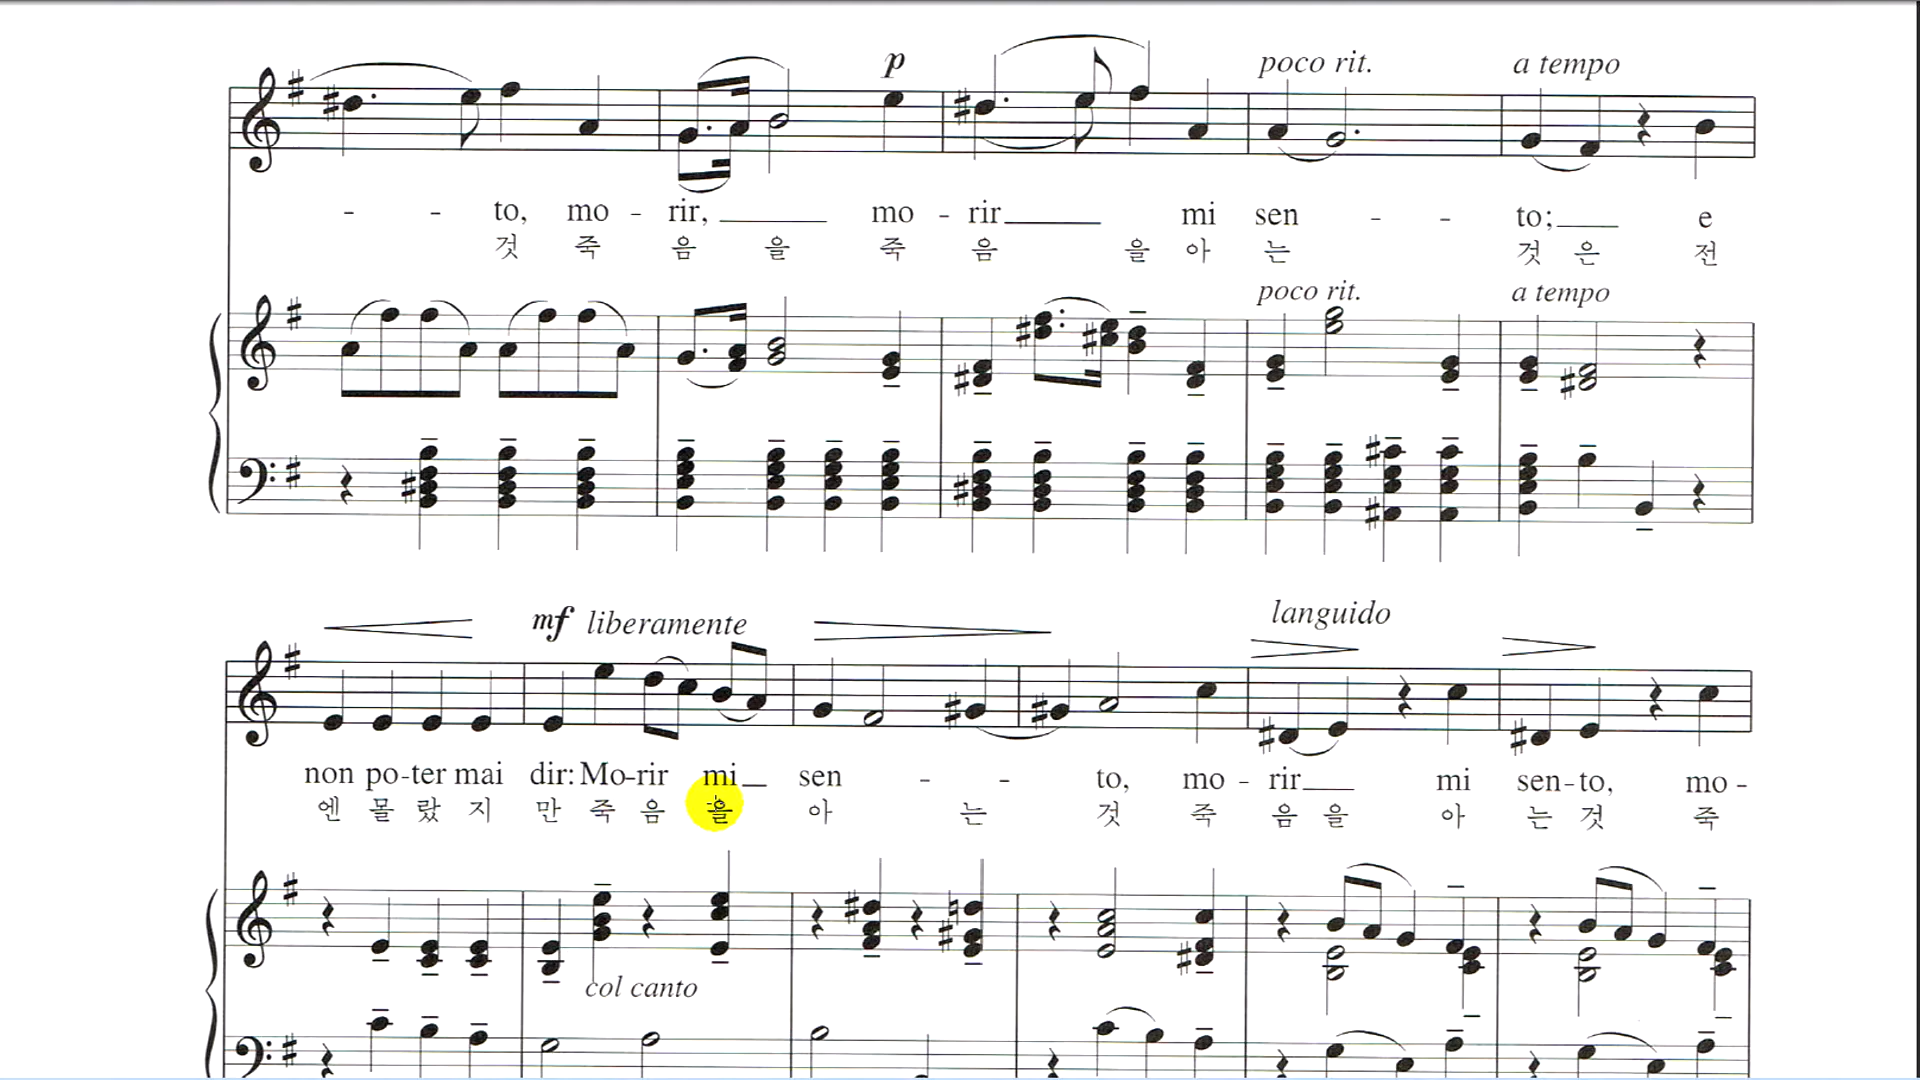 p poco rit. a tempo
- - to, mo - rir, mo - rir mi sen - - to; e
것 죽 음 을 죽 음 을 아 는 것 은 전
poco rit. a tempo
mf liberamente languido
non po-ter mai dir: Mo-rir mi sen - - to, mo - rir mi sen-to, mo-
엔 몰 랐 지 만 죽 음 을 아 는 것 죽 음 을 아 는 것 죽
col canto